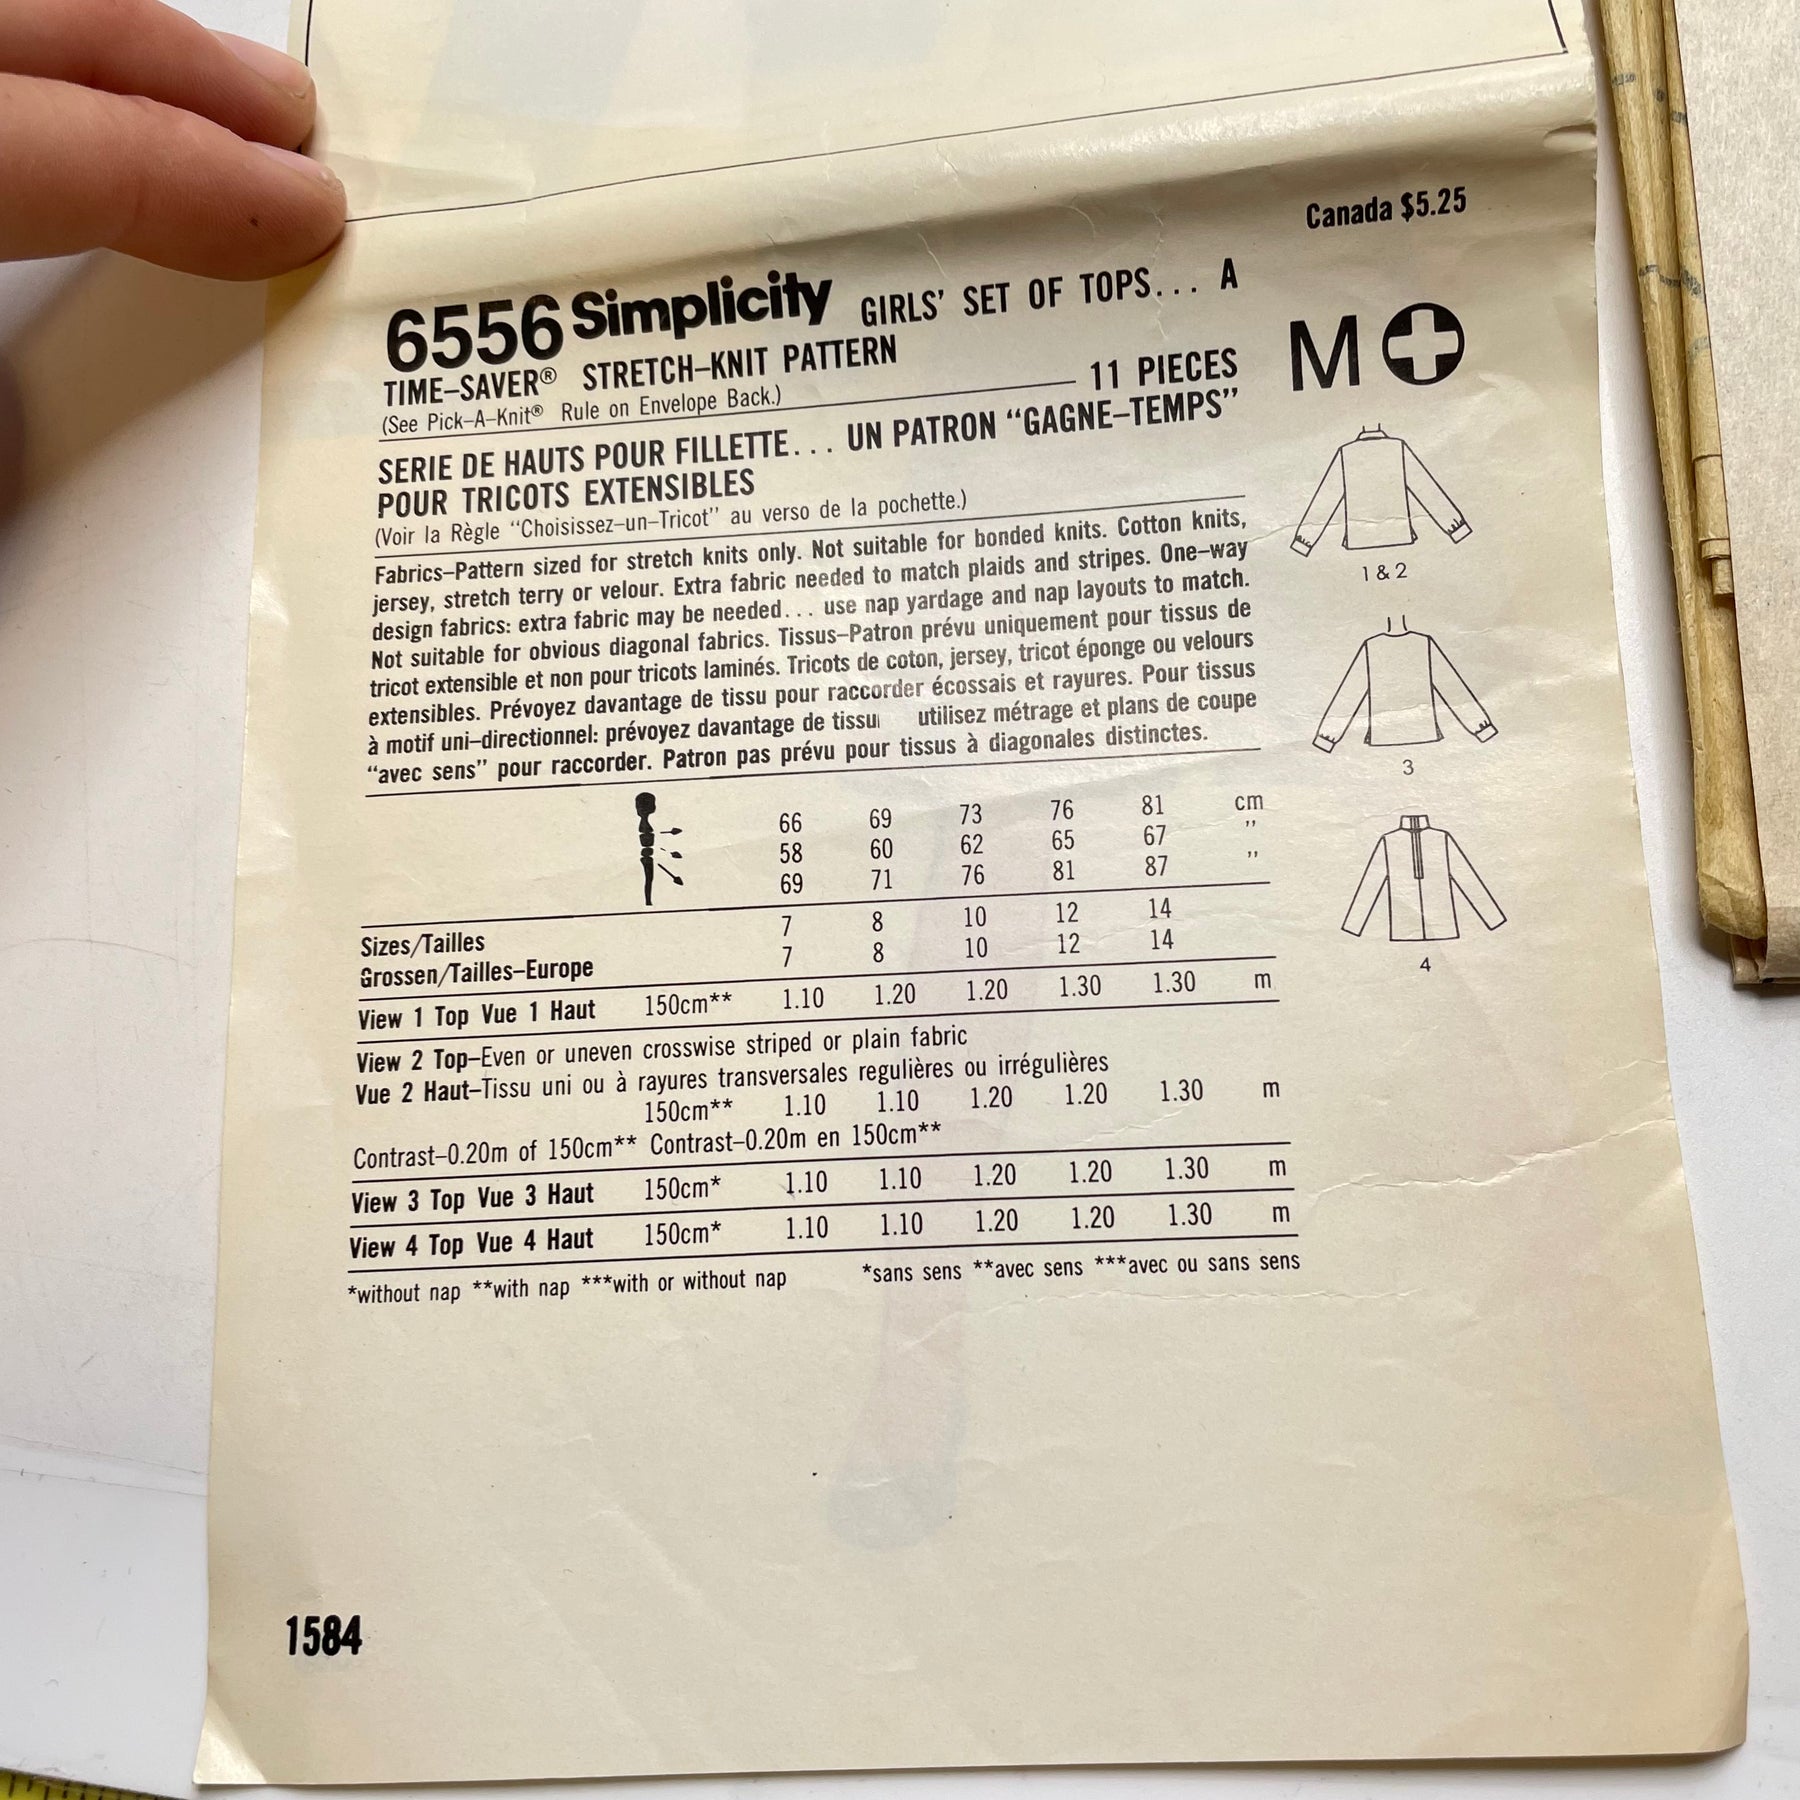 Canada $5.25
6556 Simplicity GIRLS' SET OF TOPS... A
TIME–SAVER® STRETCH–KNIT PATTERN
(See Pick–A–Knit® Rule on Envelope Back.) 11 PIECES
M
SERIE DE HAUTS POUR FILLETTE... UN PATRON "GAGNE–TEMPS"
POUR TRICOTS EXTENSIBLES
(Voir la Règle "Choisissez–un–Tricot" au verso de la pochette.)
Fabrics–Pattern sized for stretch knits only. Not suitable for bonded knits. Cotton knits,
jersey, stretch terry or velour. Extra fabric needed to match plaids and stripes. One–way
design fabrics: extra fabric may be needed... use nap yardage and nap layouts to match.
Not suitable for obvious diagonal fabrics. Tissus–Patron prévu uniquement pour tissus de
tricot extensible et non pour tricots laminés. Tricots de coton, jersey, tricot éponge ou velours
extensibles. Prévoyez davantage de tissu pour raccorder écossais et rayures. Pour tissus
à motif uni–directionnel: prévoyez davantage de tissu utilisez métrage et plans de coupe
"avec sens" pour raccorder. Patron pas prévu pour tissus à diagonales distinctes.
1 & 2
3
4
66 69 73 76 81 cm
58 60 62 65 67 "
69 71 76 81 87 "
Sizes/Tailles 7 8 10 12 14
Grossen/Tailles–Europe 7 8 10 12 14
View 1 Top Vue 1 Haut 150cm** 1.10 1.20 1.20 1.30 1.30 m
View 2 Top–Even or uneven crosswise striped or plain fabric
Vue 2 Haut–Tissu uni ou à rayures transversales regulières ou irrégulières
150cm** 1.10 1.10 1.20 1.20 1.30 m
Contrast–0.20m of 150cm** Contrast–0.20m en 150cm**
View 3 Top Vue 3 Haut 150cm* 1.10 1.10 1.20 1.20 1.30 m
View 4 Top Vue 4 Haut 150cm* 1.10 1.10 1.20 1.20 1.30 m
*without nap **with nap ***with or without nap *sans sens **avec sens ***avec ou sans sens
1584